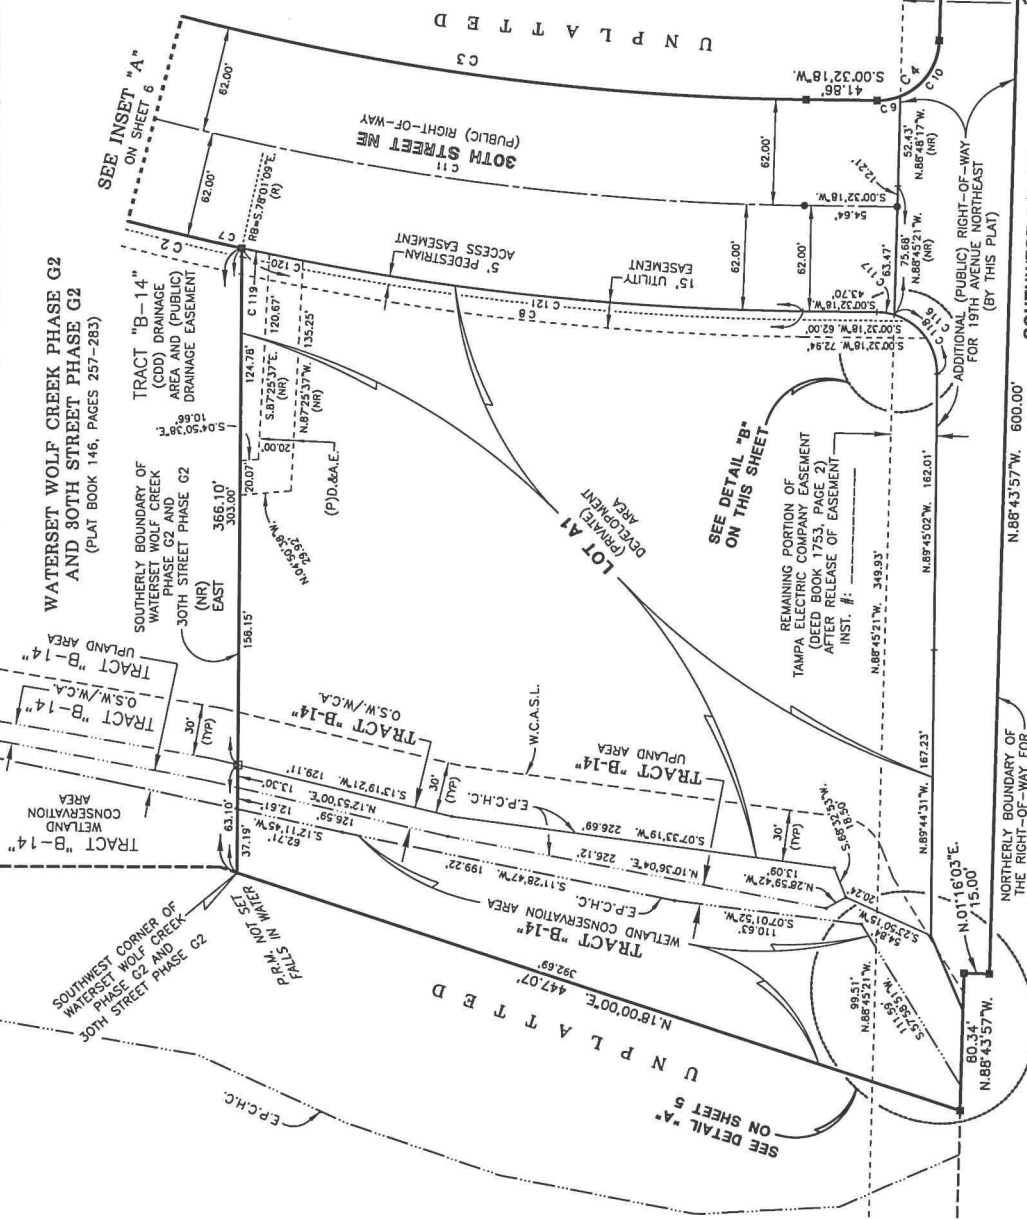 UNPLATTED
SEE INSET "A"
ON SHEET 6
62.00'
62.00'
C3
30TH STREET NE
(PUBLIC) RIGHT-OF-WAY
C11
S.00°32'18"W.
41.86'
C4
C10
C9
52.43'
N.88°48'17"W.
(NR)
12.21'
62.00'
S.00°32'18"W.
54.64'
75.68'
N.88°45'21"W.
(NR)
63.47'
C117
62.00'
62.00'
S.00°32'18"W.
43.70'
C116
C118
S.00°32'18"W. 62.00'
S.00°32'18"W. 72.94'
ADDITIONAL (PUBLIC) RIGHT-OF-WAY
FOR 19TH AVENUE NORTHEAST
(BY THIS PLAT)
RB=S.78°01'09"E.
(R)
C2
C7
C120
5' PEDESTRIAN
ACCESS EASEMENT
15' UTILITY
EASEMENT
C121
C8
C119
WATERSET WOLF CREEK PHASE G2
AND 30TH STREET PHASE G2
(PLAT BOOK 146, PAGES 257-283)
TRACT "B-14"
(CDD) DRAINAGE
AREA AND (PUBLIC)
DRAINAGE EASEMENT
124.78'
120.67'
S.87°25'37"E.
(NR)
135.25'
N.87°25'37"W.
(NR)
S.04°50'38"E.
10.66'
20.00'
20.07'
(P)D.&A.E.
N.04°50'38"W.
29.92'
SOUTHERLY BOUNDARY OF
WATERSET WOLF CREEK
PHASE G2 AND
30TH STREET PHASE G2
(NR)
EAST
366.10'
303.00'
158.15'
LOT A1
(PRIVATE)
DEVELOPMENT
AREA
SEE DETAIL "B"
ON THIS SHEET
REMAINING PORTION OF
TAMPA ELECTRIC COMPANY EASEMENT
(DEED BOOK 1753, PAGE 2)
AFTER RELEASE OF EASEMENT
INST. #:
N.88°45'21"W. 349.93'
N.89°45'02"W. 162.01'
N.88°43'57"W. 600.00'
N.89°44'31"W. 167.23'
TRACT "B-14"
UPLAND AREA
TRACT "B-14"
O.S.W./W.C.A.
30'
(TYP)
TRACT "B-14"
WETLAND
CONSERVATION
AREA
TRACT "B-14"
O.S.W./W.C.A.
W.C.A.S.L.
TRACT "B-14"
UPLAND AREA
30'
(TYP)
30'
(TYP)
S.13°19'21"W. 129.11'
13.30'
N.12°53'00"E.
126.59'
12.61'
S.12°11'45"W.
62.71'
63.10'
37.19'
E.P.C.H.C.
S.07°33'19"W. 226.69'
N.10°36'04"E. 226.12'
S.11°28'47"W. 199.22'
E.P.C.H.C.
S.68°52'53"W.
18.50'
13.09'
N.28°59'42"W.
20.24'
S.23°50'15"W.
54.84'
S.07°01'52"W.
110.63'
TRACT "B-14"
WETLAND CONSERVATION AREA
99.51'
N.88°45'21"W.
111.59'
S.57°58'51"W.
N.01°16'03"E.
15.00'
80.34'
N.88°43'57"W.
NORTHERLY BOUNDARY OF
THE RIGHT-OF-WAY FOR
392.69'
447.07'
N.18°00'00"E.
UNPLATTED
SEE DETAIL "A"
ON SHEET 5
P.R.M. NOT SET
FALLS IN WATER
SOUTHWEST CORNER OF
WATERSET WOLF CREEK
PHASE G2 AND
30TH STREET PHASE G2
E.P.C.H.C.